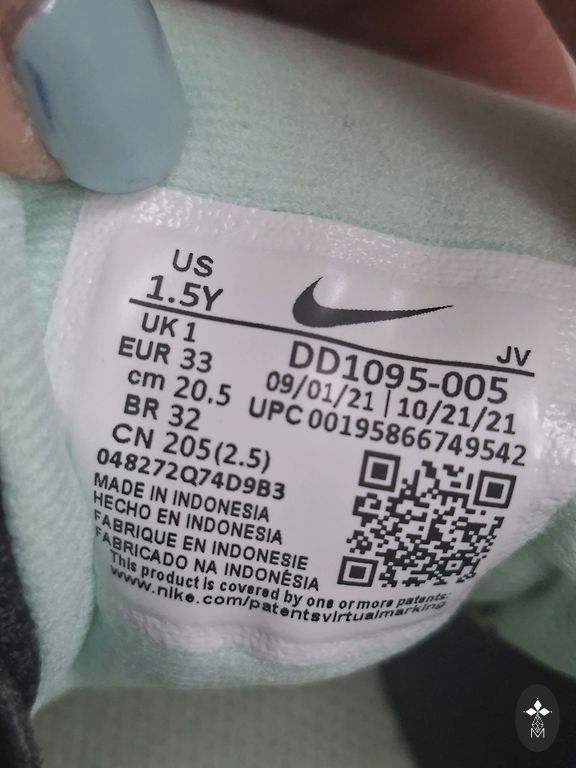 US
1.5Y
UK 1
EUR 33
cm 20.5
BR 32
CN 205(2.5)
JV
DD1095-005
09/01/21 | 10/21/21
UPC 00195866749542
048272Q74D9B3
MADE IN INDONESIA
HECHO EN INDONESIA
FABRIQUE EN INDONESIE
FABRICADO NA INDONÉSIA
This product is covered by one or more patents:
www.nike.com/patentsvirtualmarking
M